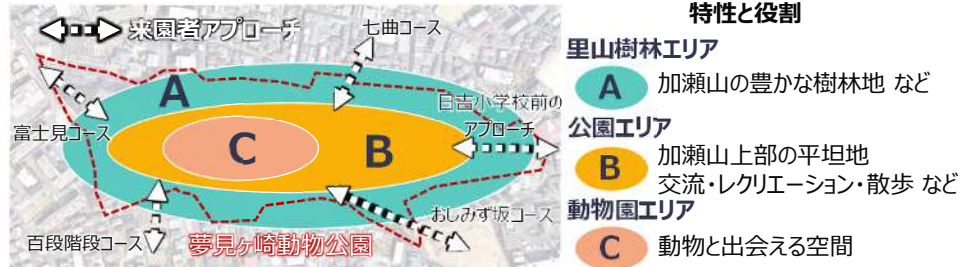 来園者アプローチ
七曲コース
A
日吉小学校前の
アプローチ
富士見コース
C
B
おしみず坂コース
百段階段コース
夢見ヶ崎動物公園
特性と役割
里山樹林エリア
A 加瀬山の豊かな樹林地 など
公園エリア
B 加瀬山上部の平坦地
交流・レクリエーション・散歩 など
動物園エリア
C 動物と出会える空間